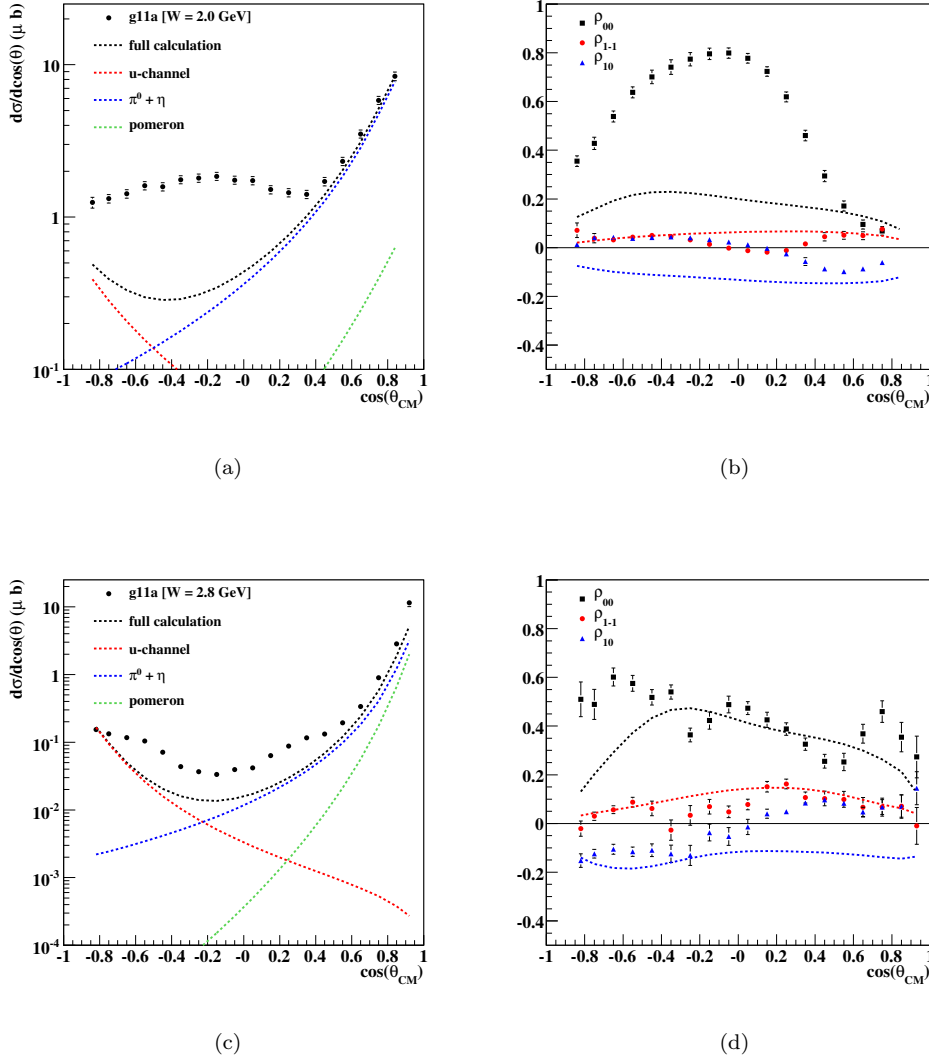 dσ/dcos(θ) (μ b)
g11a [W = 2.0 GeV]
full calculation
u-channel
π⁰ + η
pomeron
10
1
10⁻¹
-1 -0.8 -0.6 -0.4 -0.2 -0 0.2 0.4 0.6 0.8 1
cos(θ_CM)
(a)
ρ₀₀
ρ₁₋₁
ρ₁₀
1
0.8
0.6
0.4
0.2
0
-0.2
-0.4
-1 -0.8 -0.6 -0.4 -0.2 -0 0.2 0.4 0.6 0.8 1
cos(θ_CM)
(b)
dσ/dcos(θ) (μ b)
g11a [W = 2.8 GeV]
full calculation
u-channel
π⁰ + η
pomeron
10
1
10⁻¹
10⁻²
10⁻³
10⁻⁴
-1 -0.8 -0.6 -0.4 -0.2 -0 0.2 0.4 0.6 0.8 1
cos(θ_CM)
(c)
ρ₀₀
ρ₁₋₁
ρ₁₀
1
0.8
0.6
0.4
0.2
0
-0.2
-0.4
-1 -0.8 -0.6 -0.4 -0.2 -0 0.2 0.4 0.6 0.8 1
cos(θ_CM)
(d)